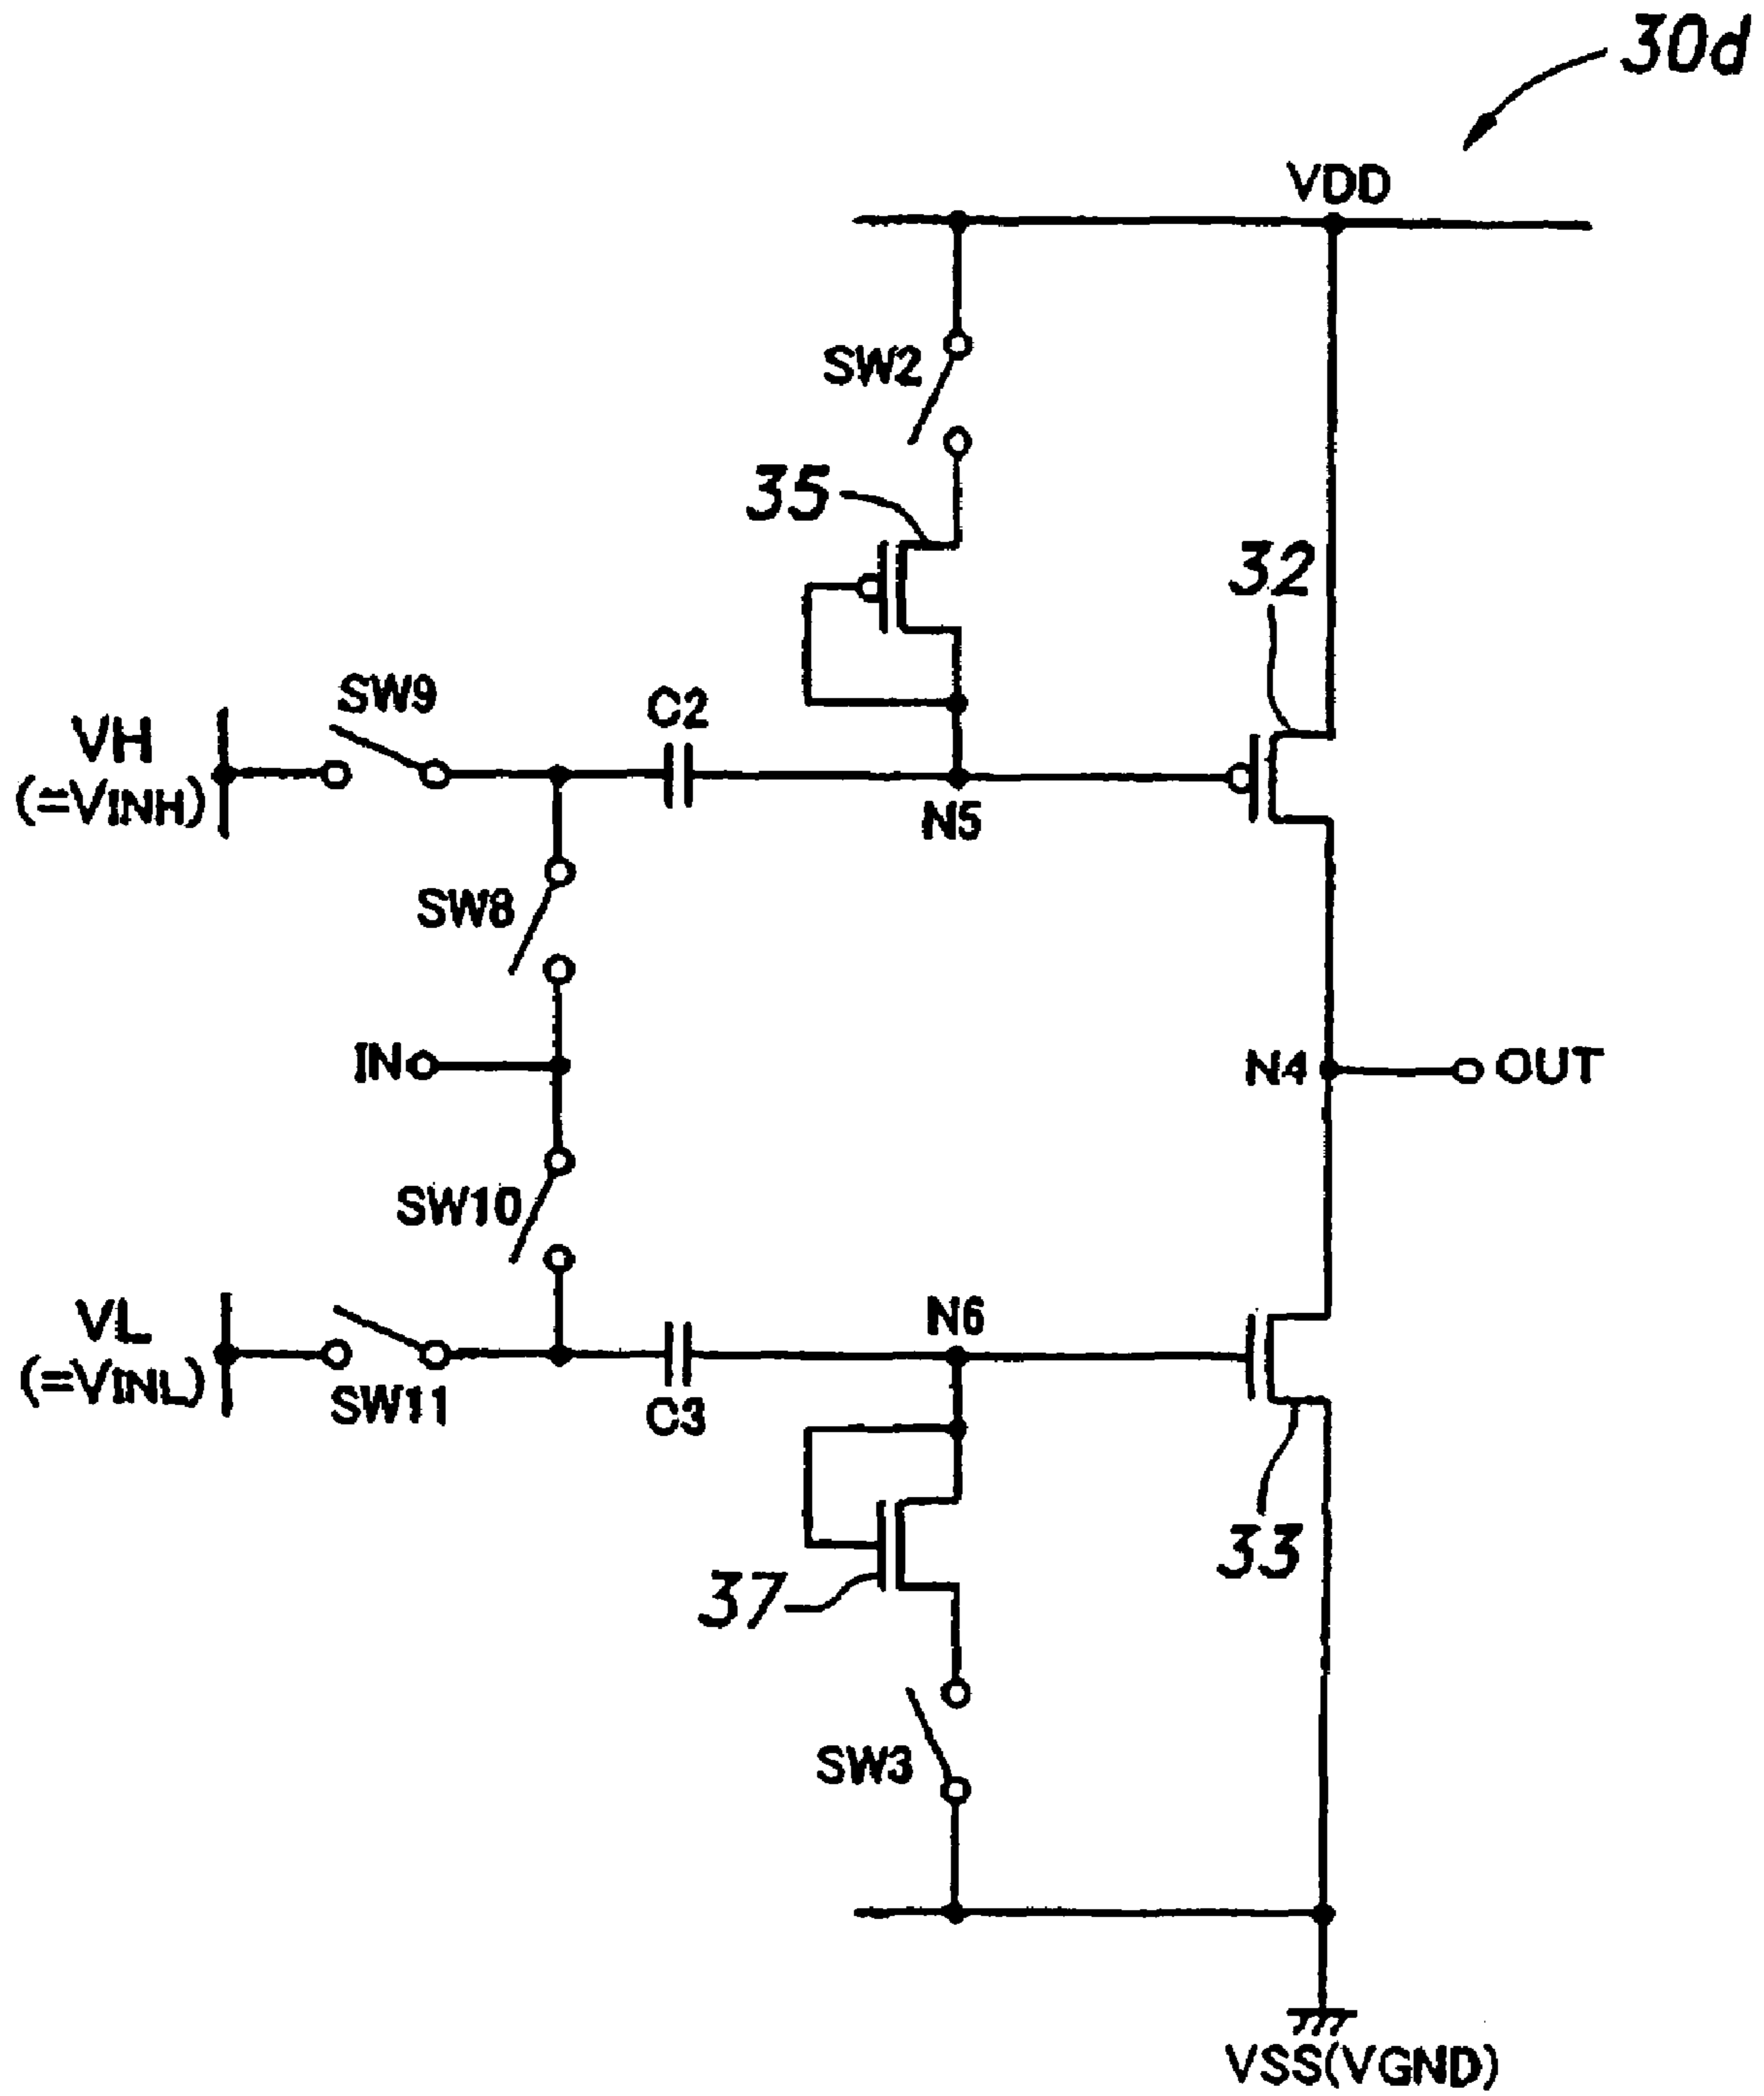 30d
VDD
SW2
35
32
SW9
C2
VH
(=VINH)
N5
SW8
IN
N4
OUT
SW10
N6
VL
(=VINL)
SW11
C3
37
33
SW3
VSS(VGND)